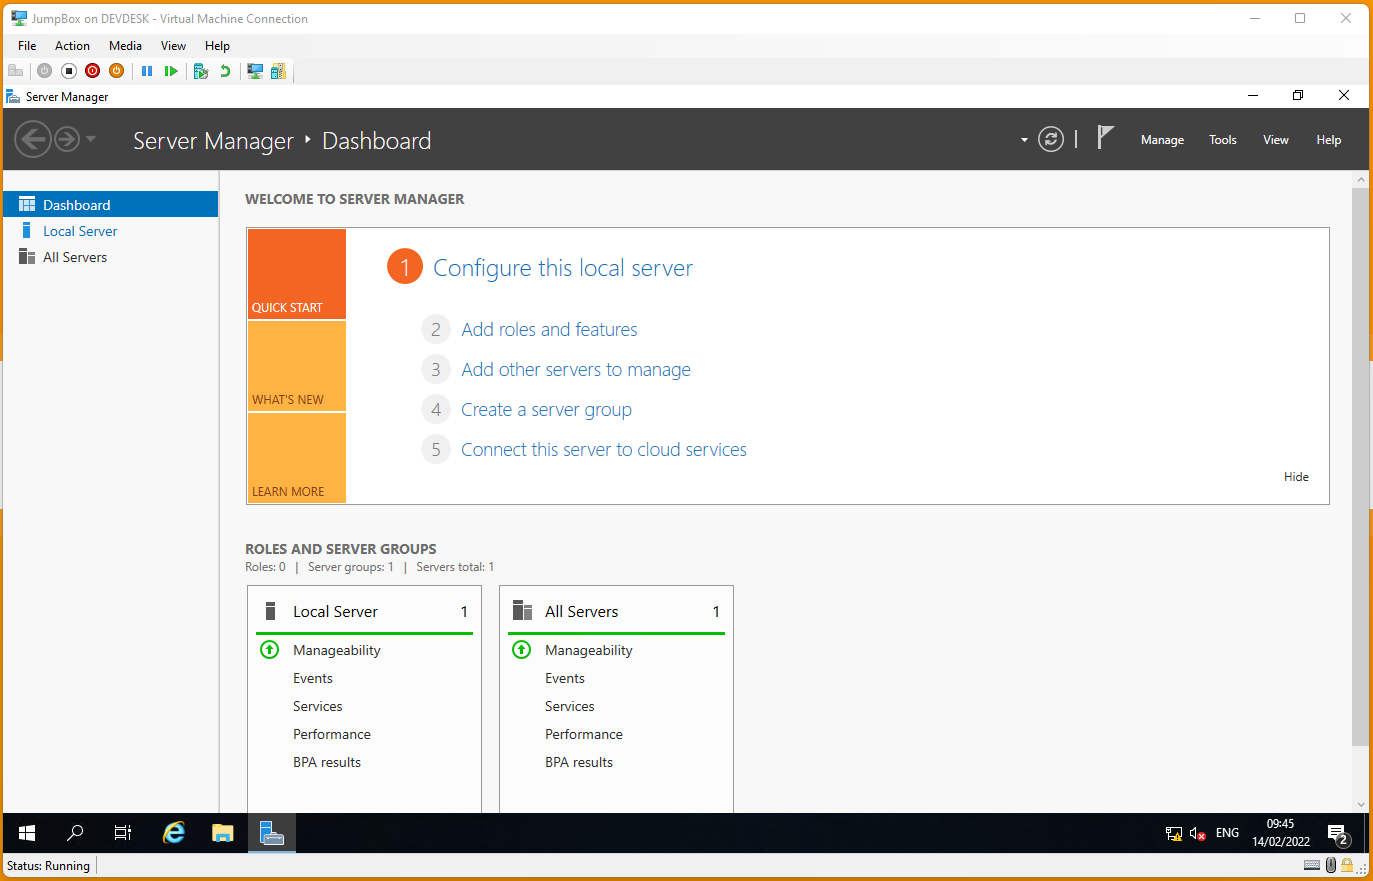 JumpBox on DEVDESK - Virtual Machine Connection
File Action Media View Help
Server Manager
Server Manager ‣ Dashboard
Manage Tools View Help
Dashboard
Local Server
All Servers
WELCOME TO SERVER MANAGER
QUICK START
WHAT'S NEW
LEARN MORE
1 Configure this local server
2 Add roles and features
3 Add other servers to manage
4 Create a server group
5 Connect this server to cloud services
Hide
ROLES AND SERVER GROUPS
Roles: 0 | Server groups: 1 | Servers total: 1
Local Server 1
Manageability
Events
Services
Performance
BPA results
All Servers 1
Manageability
Events
Services
Performance
BPA results
ENG
09:45
14/02/2022
2
Status: Running